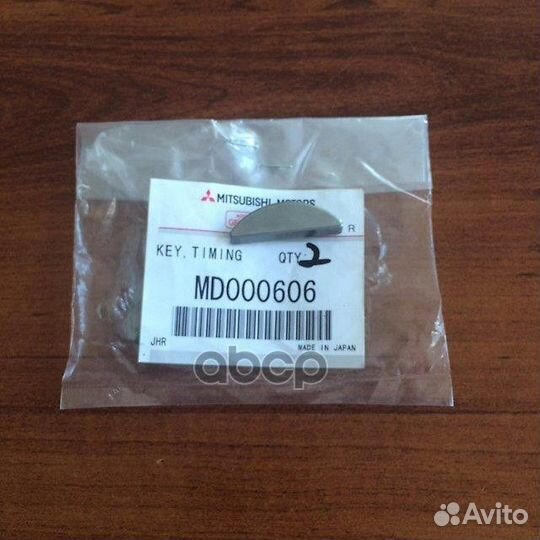 MITSUBISHI MOTORS
KEY, TIMING QTY: 2
MD000606
JHR MADE IN JAPAN
abcp
Avito